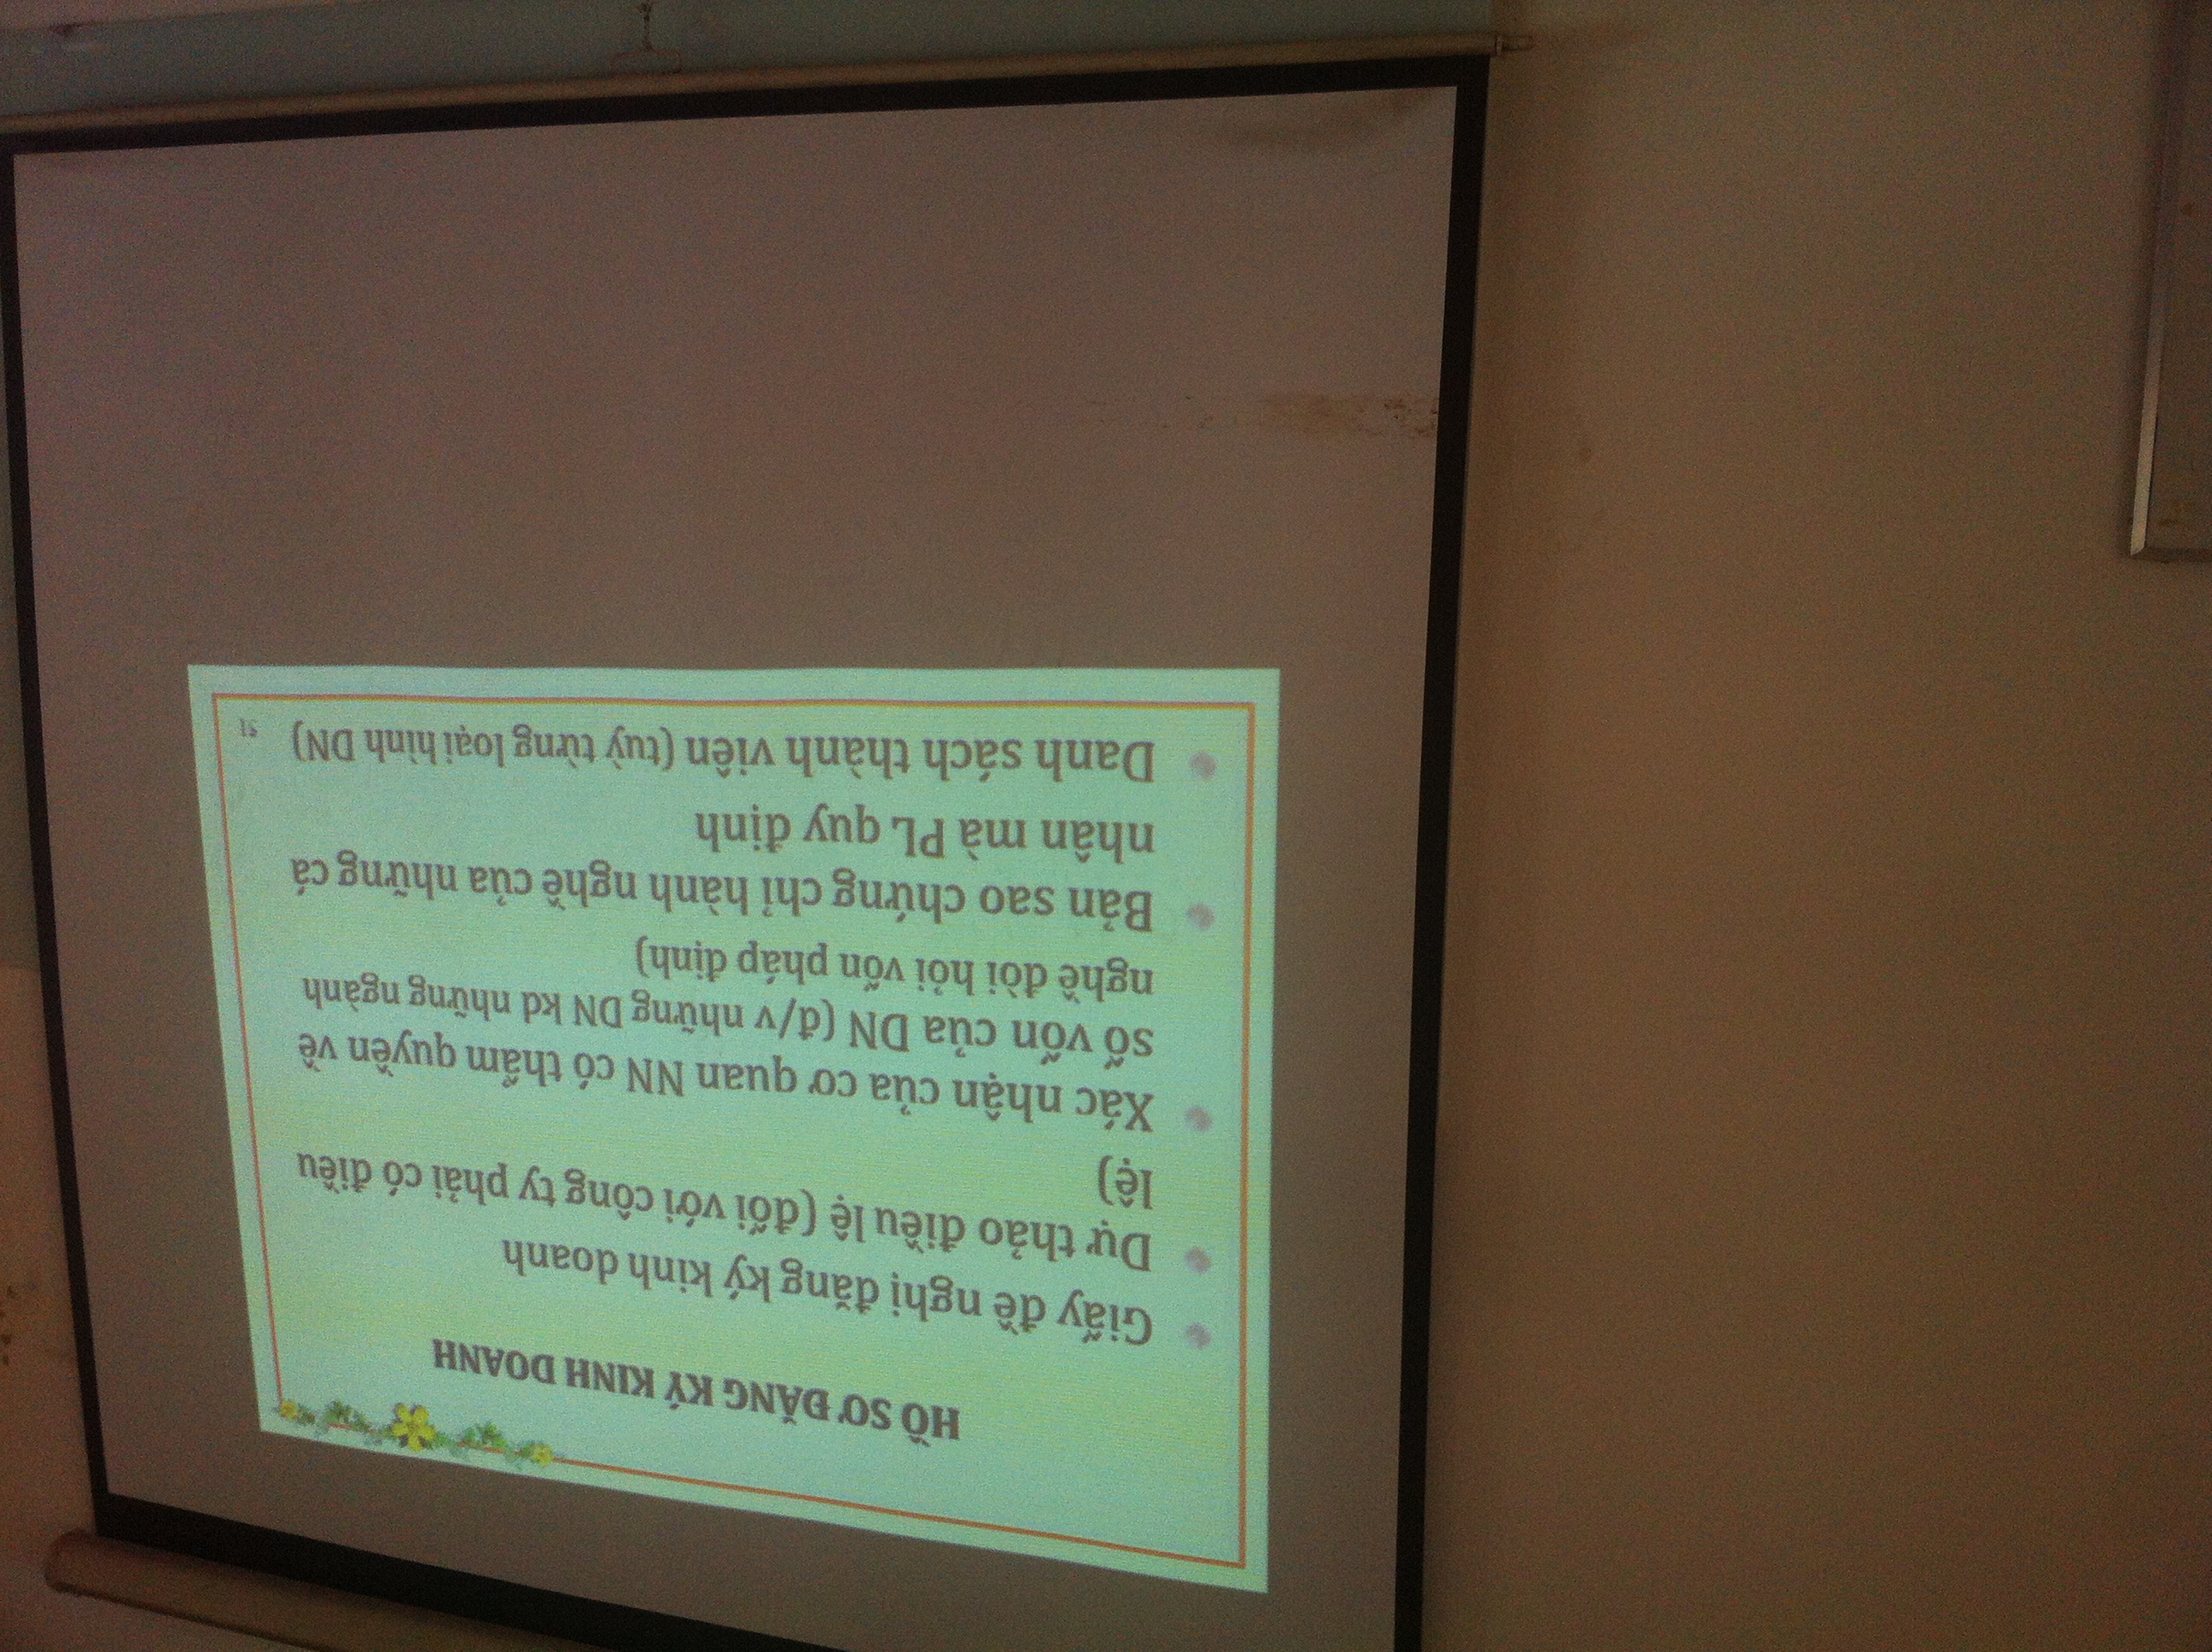 HỒ SƠ ĐĂNG KÝ KINH DOANH
Giấy đề nghị đăng ký kinh doanh
Dự thảo điều lệ (đối với công ty phải có điều
lệ)
Xác nhận của cơ quan NN có thẩm quyền về
số vốn của DN (đ/v những DN kd những ngành
nghề đòi hỏi vốn pháp định)
Bản sao chứng chỉ hành nghề của những cá
nhân mà PL quy định
Danh sách thành viên (tuỳ từng loại hình DN)
51